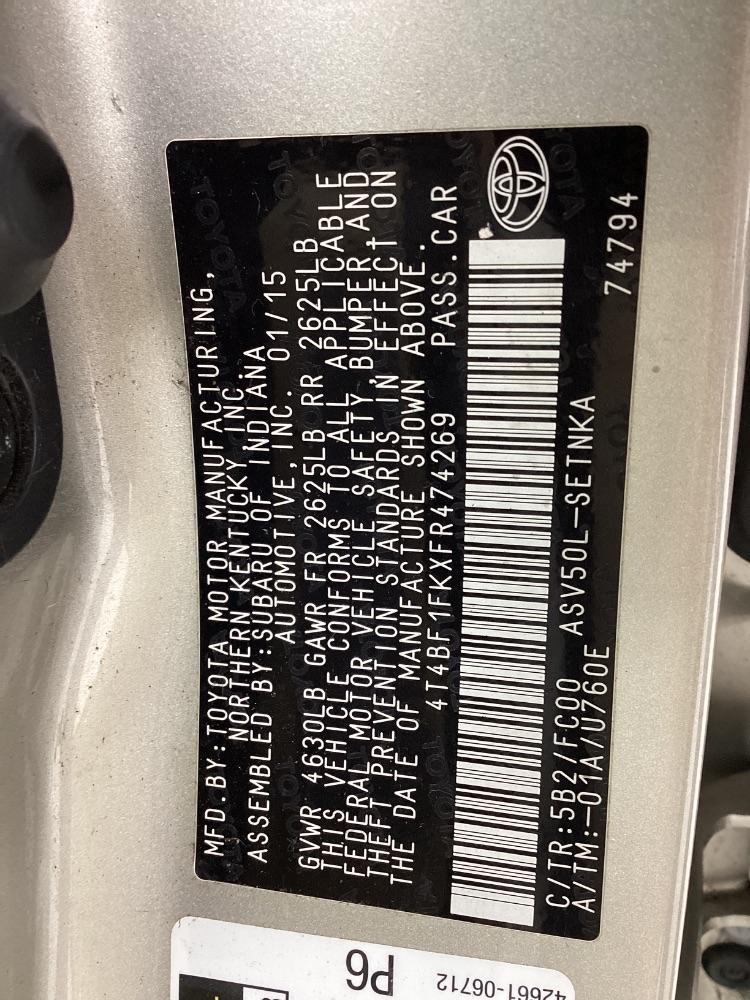 MFD.BY:TOYOTA MOTOR MANUFACTURING,
NORTHERN KENTUCKY, INC.
ASSEMBLED BY:SUBARU OF INDIANA
AUTOMOTIVE, INC. 01/15
GVWR 4630LB GAWR FR 2625LB RR 2625LB
THIS VEHICLE CONFORMS TO ALL APPLICABLE
FEDERAL MOTOR VEHICLE SAFETY, BUMPER, AND
THEFT PREVENTION STANDARDS IN EFFECT ON
THE DATE OF MANUFACTURE SHOWN ABOVE.
4T4BF1FKXFR474269 PASS.CAR
C/TR:5B2/FC00 ASV50L-SETNKA
A/TM:-01A/U760E 74794
P6
42661-06712